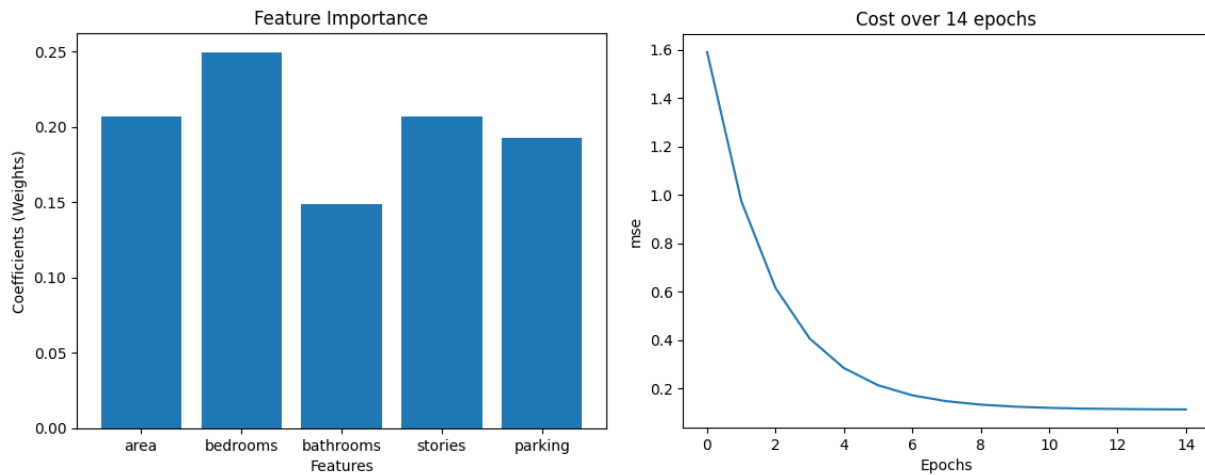 Feature Importance
Coefficients (Weights)
0.25
0.20
0.15
0.10
0.05
0.00
area bedrooms bathrooms stories parking
Features
Cost over 14 epochs
mse
1.6
1.4
1.2
1.0
0.8
0.6
0.4
0.2
0 2 4 6 8 10 12 14
Epochs